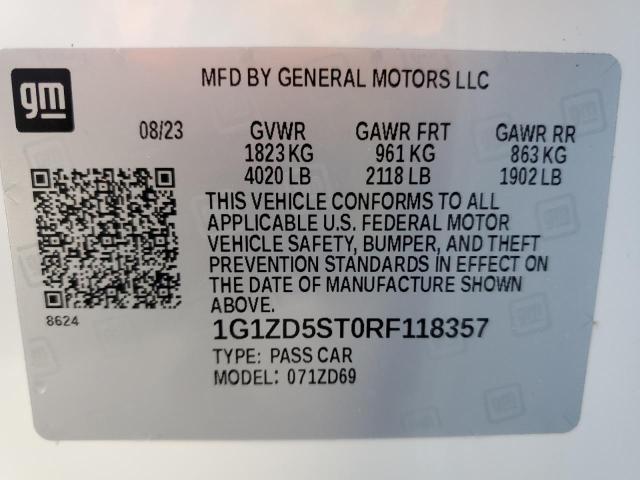 gm
MFD BY GENERAL MOTORS LLC
08/23 GVWR GAWR FRT GAWR RR
1823 KG 961 KG 863 KG
4020 LB 2118 LB 1902 LB
THIS VEHICLE CONFORMS TO ALL
APPLICABLE U.S. FEDERAL MOTOR
VEHICLE SAFETY, BUMPER, AND THEFT
PREVENTION STANDARDS IN EFFECT ON
THE DATE OF MANUFACTURE SHOWN
ABOVE.
8624
1G1ZD5ST0RF118357
TYPE: PASS CAR
MODEL: 071ZD69